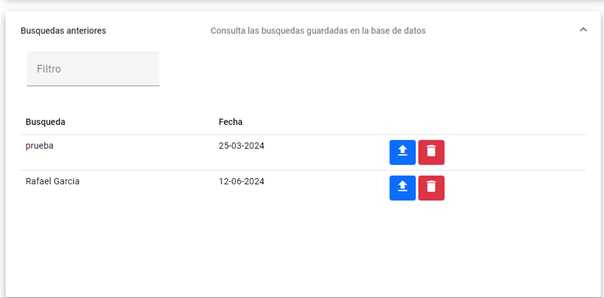 Busquedas anteriores Consulta las busquedas guardadas en la base de datos
Filtro
Busqueda Fecha
prueba 25-03-2024
Rafael Garcia 12-06-2024